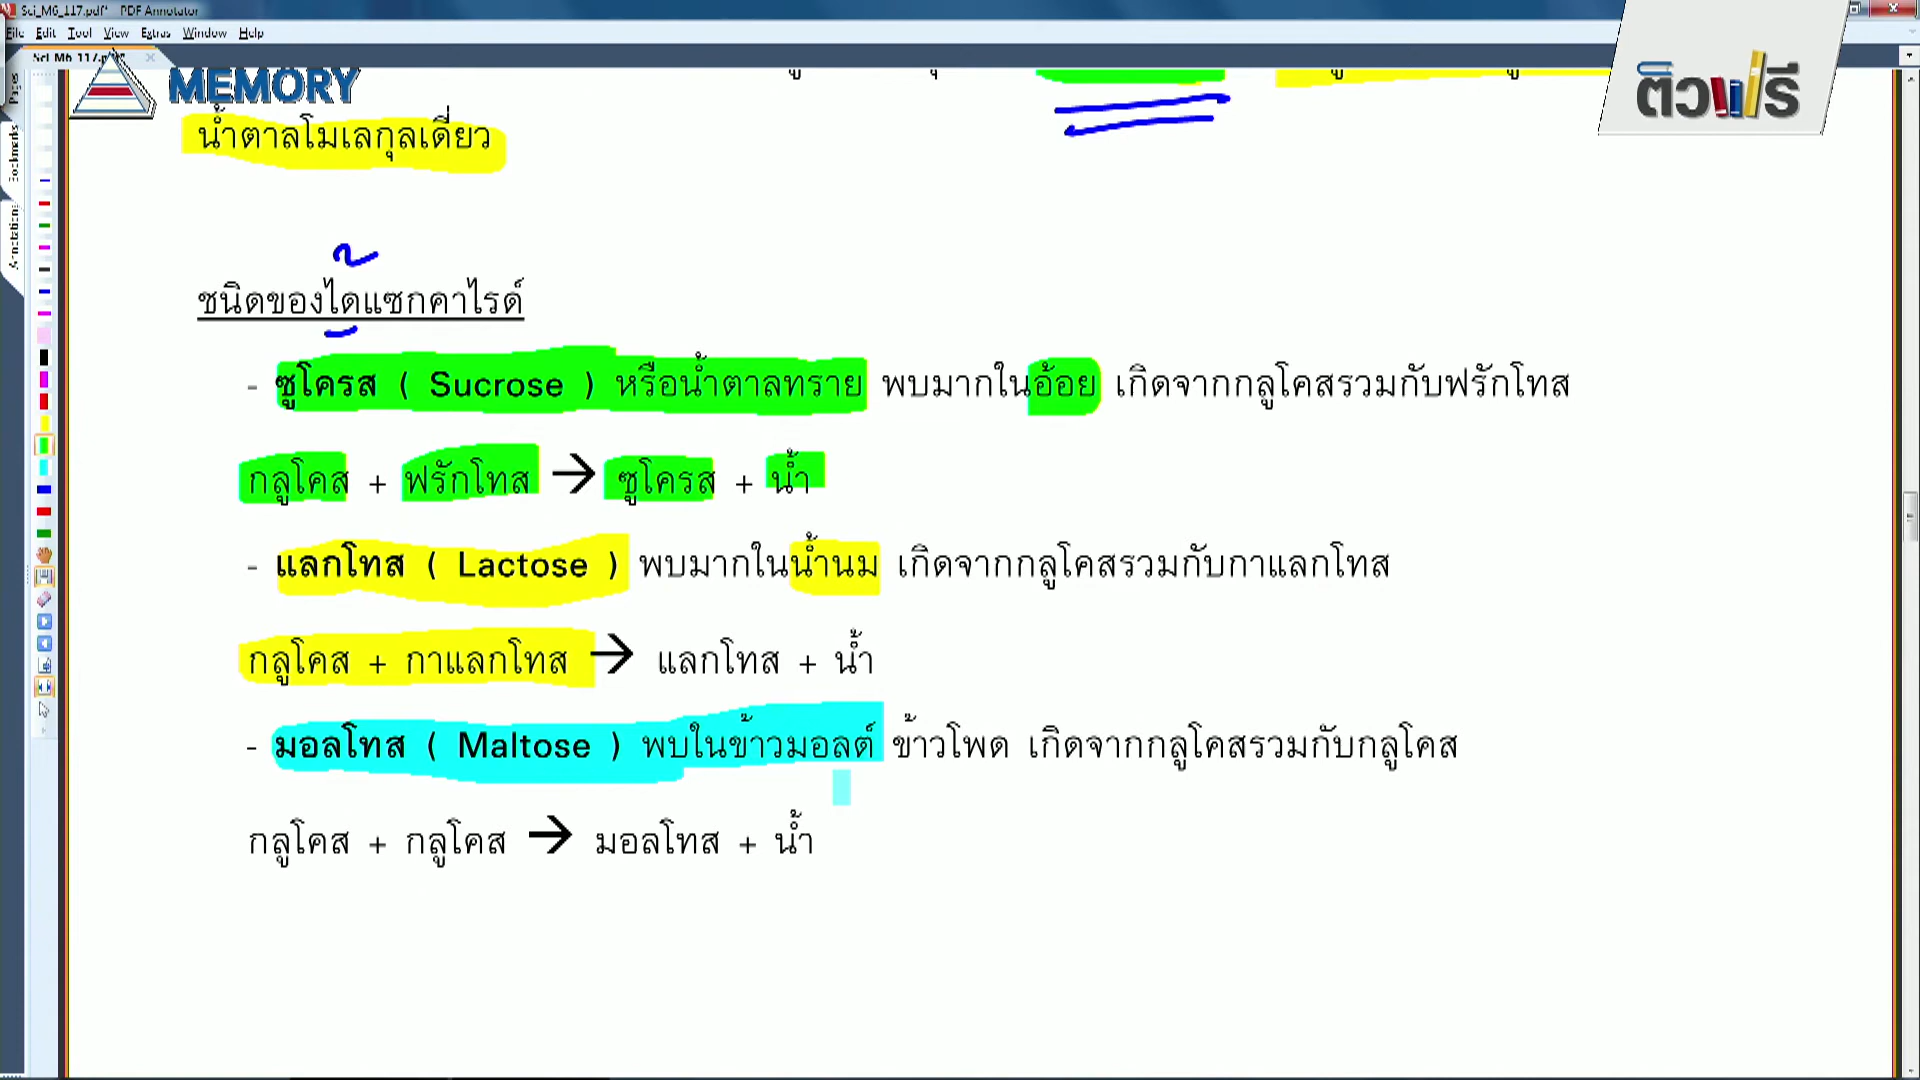 Sci_M6_117.pdf* - PDF Annotator
File Edit Tool View Extras Window Help
Sci_M6_117.pdf*
MEMORY
ติวฟรี
Pages
Bookmarks
Annotations
น้ำตาลโมเลกุลเดี่ยว
ชนิดของไดแซกคาไรด์
- ซูโครส ( Sucrose ) หรือน้ำตาลทราย พบมากในอ้อย เกิดจากกลูโคสรวมกับฟรักโทส
กลูโคส + ฟรักโทส → ซูโครส + น้ำ
- แลกโทส ( Lactose ) พบมากในน้ำนม เกิดจากกลูโคสรวมกับกาแลกโทส
กลูโคส + กาแลกโทส → แลกโทส + น้ำ
- มอลโทส ( Maltose ) พบในข้าวมอลต์ ข้าวโพด เกิดจากกลูโคสรวมกับกลูโคส
กลูโคส + กลูโคส → มอลโทส + น้ำ